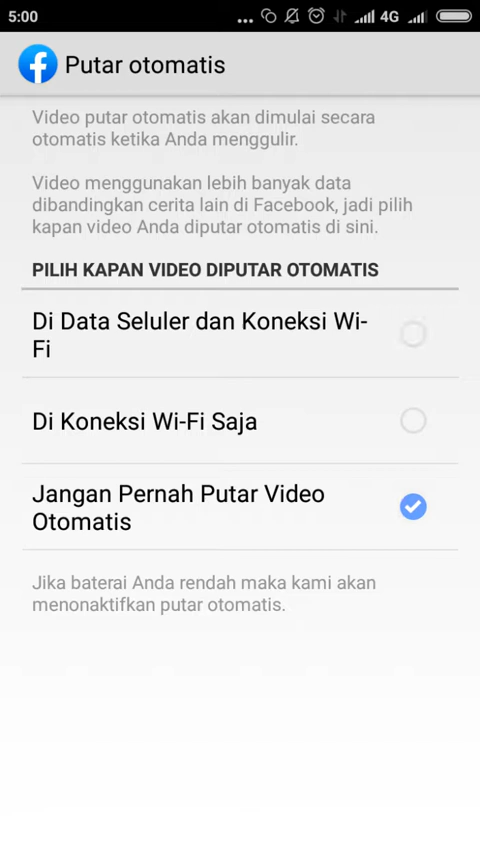 5:00
... 4G
Putar otomatis
Video putar otomatis akan dimulai secara
otomatis ketika Anda menggulir.
Video menggunakan lebih banyak data
dibandingkan cerita lain di Facebook, jadi pilih
kapan video Anda diputar otomatis di sini.
PILIH KAPAN VIDEO DIPUTAR OTOMATIS
Di Data Seluler dan Koneksi Wi-
Fi
Di Koneksi Wi-Fi Saja
Jangan Pernah Putar Video
Otomatis
Jika baterai Anda rendah maka kami akan
menonaktifkan putar otomatis.